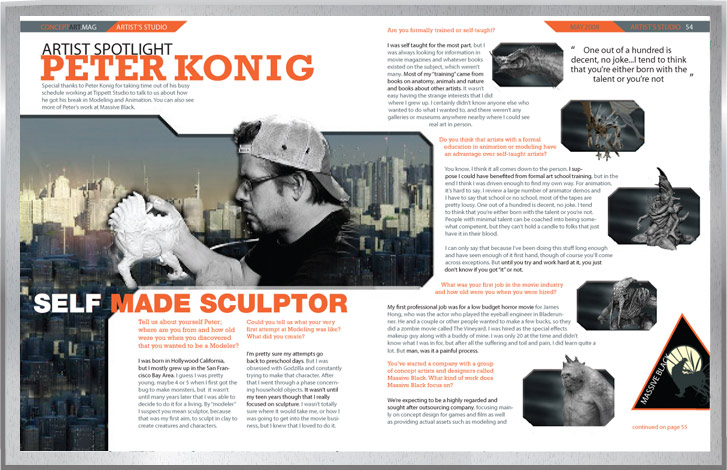 CONCEPTART.MAG
ARTIST'S STUDIO
ARTIST SPOTLIGHT
PETER KONIG
Special thanks to Peter Konig for taking time out of his busy
schedule working at Tippett Studio to talk to us about how
he got his break in Modeling and Animation. You can also see
more of Peter's work at Massive Black.
SELF MADE SCULPTOR
Tell us about yourself Peter;
where are you from and how old
were you when you discovered
that you wanted to be a Modeler?
I was born in Hollywood California,
but I mostly grew up in the San Fran-
cisco Bay Area. I guess I was pretty
young, maybe 4 or 5 when I first got the
bug to make monsters, but it wasn't
until many years later that I was able to
decide to do it for a living. By "modeler"
I suspect you mean sculptor, because
that was my first aim, to sculpt in clay to
create creatures and characters.
Could you tell us what your very
first attempt at Modeling was like?
What did you create?
I'm pretty sure my attempts go
back to preschool days. But I was
obsessed with Godzilla and constantly
trying to make that character. After
that I went through a phase concern-
ing household objects. It wasn't until
my teen years though that I really
focused on sculpture. I wasn't totally
sure where it would take me, or how I
was going to get into the movie busi-
ness, but I knew that I loved to do it.
Are you formally trained or self-taught?
I was self taught for the most part, but I
was always looking for information in
movie magazines and whatever books
existed on the subject, which weren't
many. Most of my "training" came from
books on anatomy, animals and nature
and books about other artists. It wasn't
easy having the strange interests that I did
where I grew up. I certainly didn't know anyone else who
wanted to do what I wanted to, and there weren't any
galleries or museums anywhere nearby where I could see
real art in person.
Do you think that artists with a formal
education in animation or modeling have
an advantage over self-taught artists?
You know, I think it all comes down to the person. I sup-
pose I could have benefited from formal art school training, but in the
end I think I was driven enough to find my own way. For animation,
it's hard to say. I review a large number of animator demos and
I have to say that school or no school, most of the tapes are
pretty lousy. One out of a hundred is decent, no joke. I tend
to think that you're either born with the talent or you're not.
People with minimal talent can be coached into being some-
what competent, but they can't hold a candle to folks that just
have it in their blood.
I can only say that because I've been doing this stuff long enough
and have seen enough of it first hand, though of course you'll come
across exceptions. But until you try and work hard at it, you just
don't know if you got "it" or not.
What was your first job in the movie industry
and how old were you when you were hired?
My first professional job was for a low budget horror movie for James
Hong, who was the actor who played the eyeball engineer in Bladerun-
ner. He and a couple or other people wanted to make a few bucks, so they
did a zombie movie called The Vineyard. I was hired as the special effects
makeup guy along with a buddy of mine. I was only 20 at the time and didn't
know what I was in for, but after all the suffering and toil and pain, I did learn quite a
lot. But man, was it a painful process.
You've started a company with a group
of concept artists and designers called
Massive Black. What kind of work does
Massive Black focus on?
We're expecting to be a highly regarded and
sought after outsourcing company, focusing main-
ly on concept design for games and film as well
as providing actual assets such as modeling and
MAY 2008
ARTIST'S STUDIO 54
" One out of a hundred is
decent, no joke...I tend to think
that you're either born with the
talent or you're not "
MASSIVE BLACK
continued on page 55